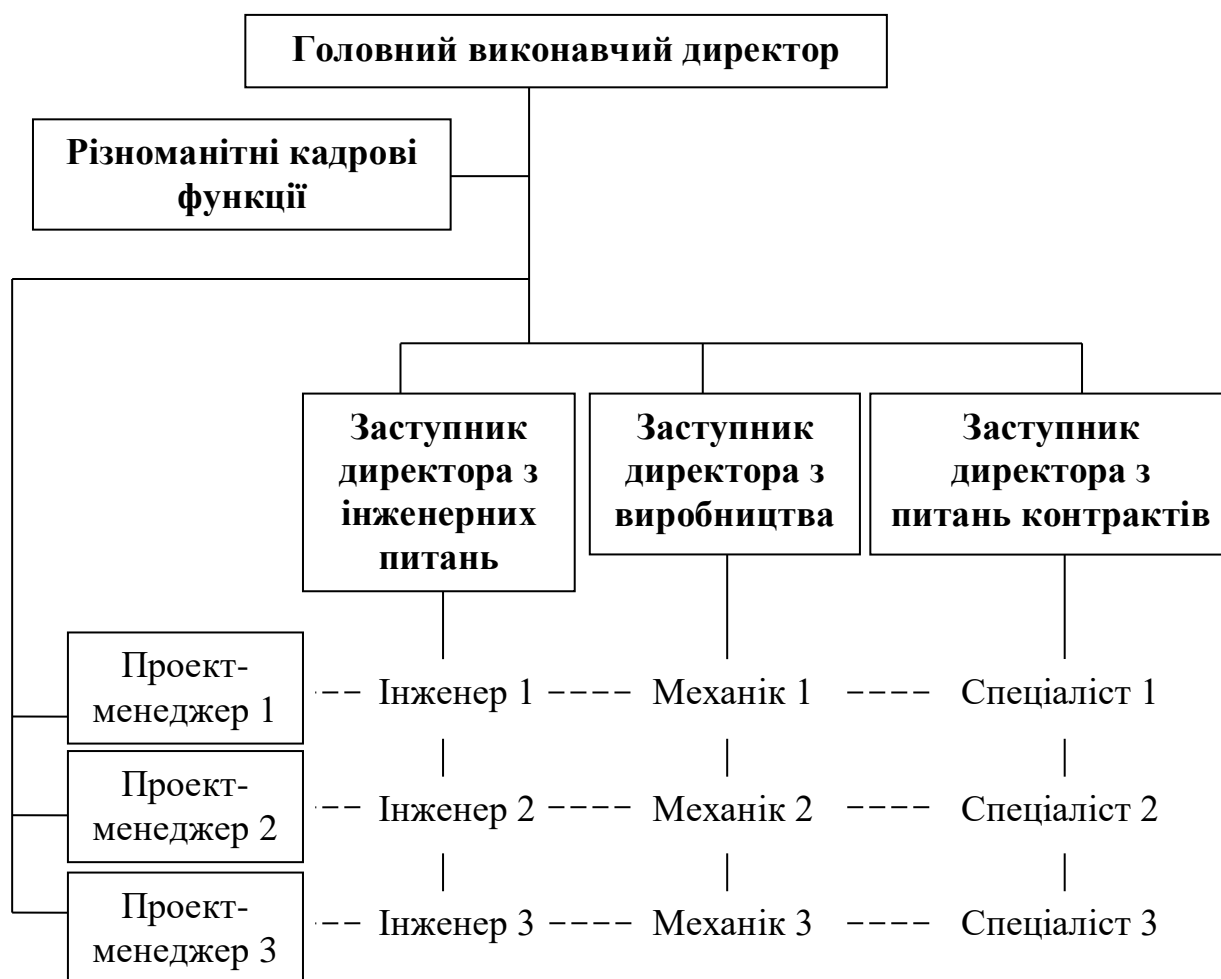 Головний виконавчий директор
Різноманітні кадрові
функції
Заступник
директора з
інженерних
питань
Заступник
директора з
виробництва
Заступник
директора з
питань контрактів
Проект-
менеджер 1
Інженер 1
Механік 1
Спеціаліст 1
Проект-
менеджер 2
Інженер 2
Механік 2
Спеціаліст 2
Проект-
менеджер 3
Інженер 3
Механік 3
Спеціаліст 3